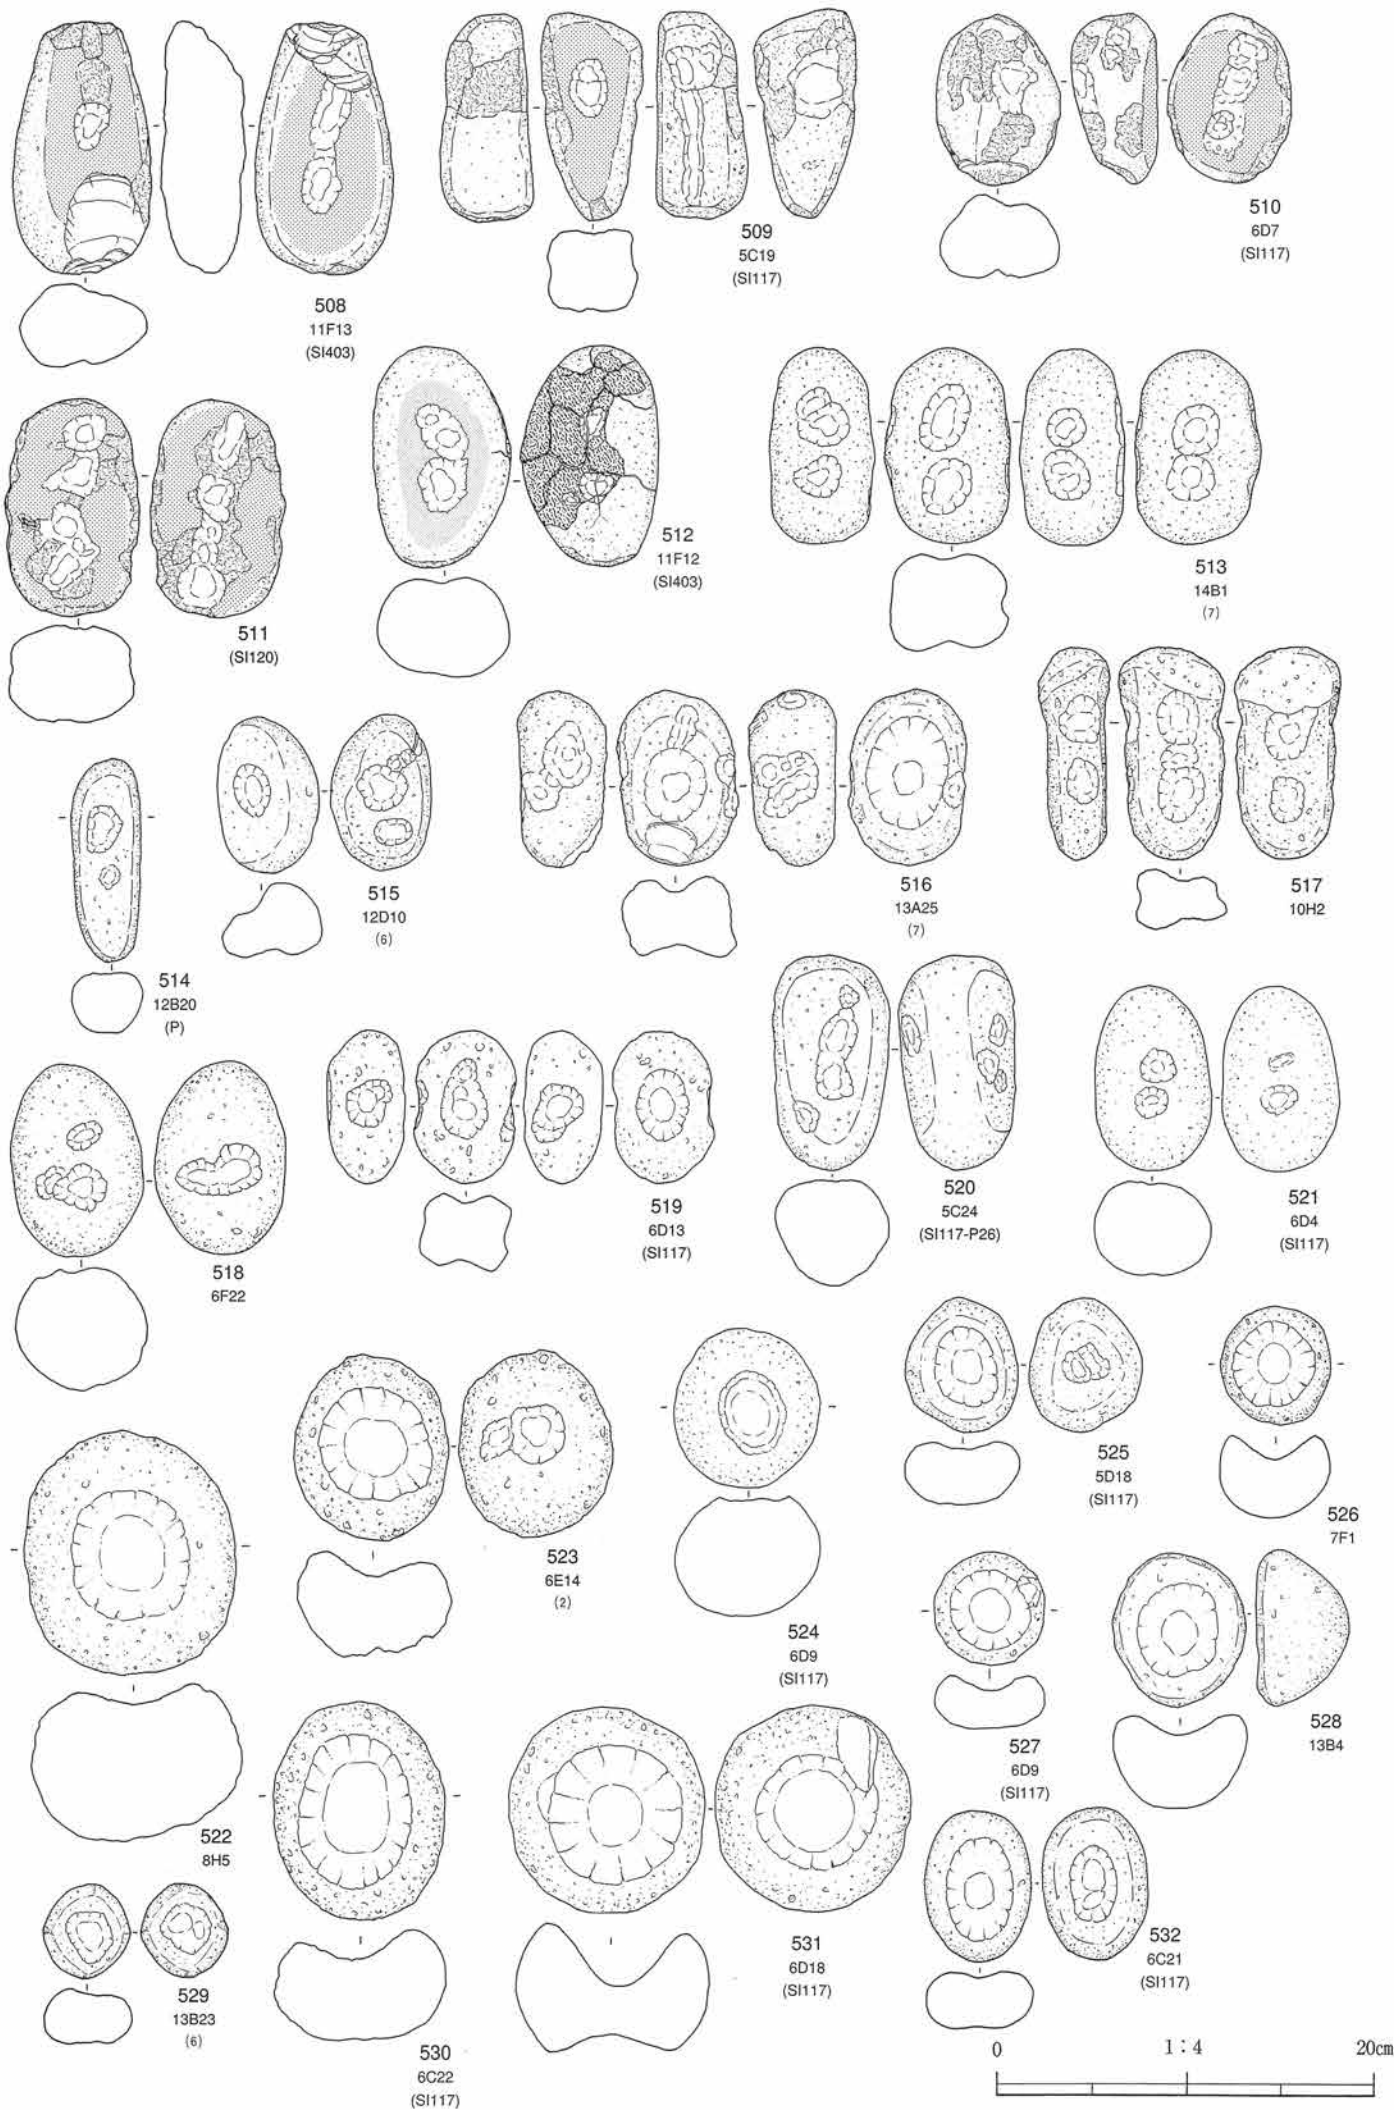 508
11F13
(SI403)
509
5C19
(SI117)
510
6D7
(SI117)
511
(SI120)
512
11F12
(SI403)
513
14B1
(7)
514
12B20
(P)
515
12D10
(6)
516
13A25
(7)
517
10H2
518
6F22
519
6D13
(SI117)
520
5C24
(SI117-P26)
521
6D4
(SI117)
522
8H5
523
6E14
(2)
524
6D9
(SI117)
525
5D18
(SI117)
526
7F1
527
6D9
(SI117)
528
13B4
529
13B23
(6)
530
6C22
(SI117)
531
6D18
(SI117)
532
6C21
(SI117)
0 1:4 20cm